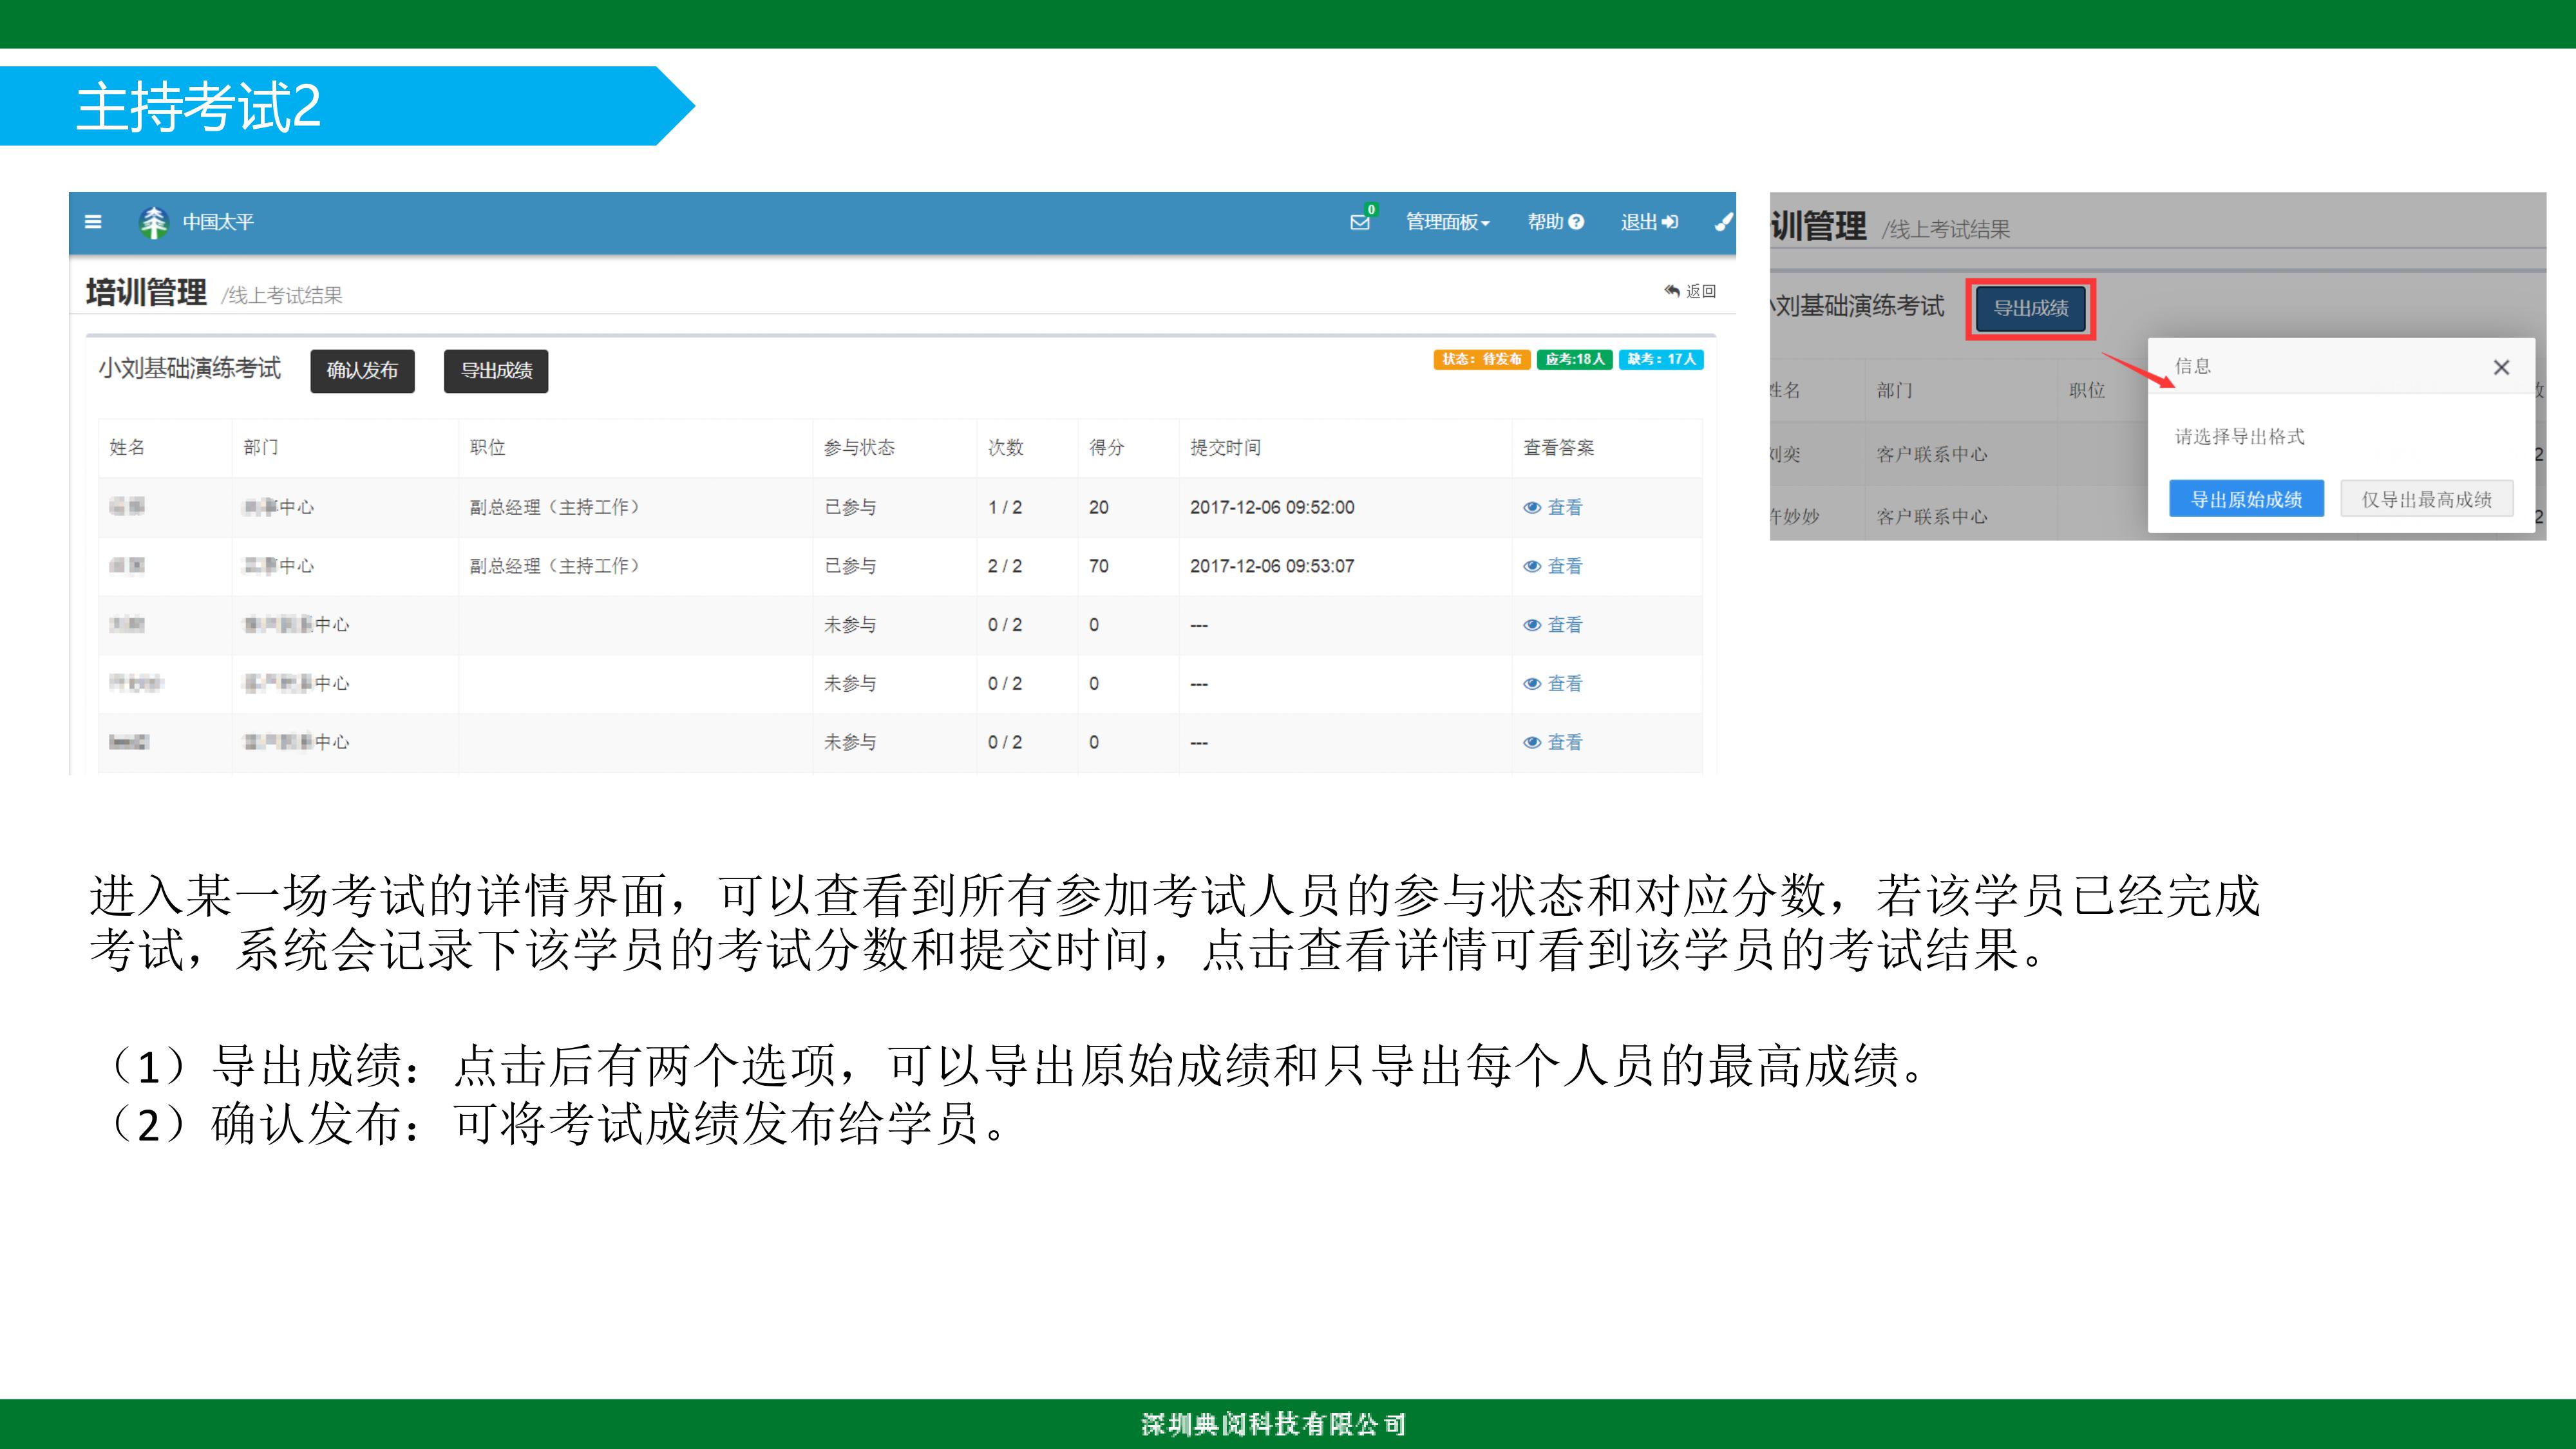 主持考试2
中国太平
0
管理面板
帮助
退出
培训管理 /线上考试结果
返回
小刘基础演练考试 确认发布 导出成绩
状态：待发布 应考:18人 缺考：17人
姓名 部门 职位 参与状态 次数 得分 提交时间 查看答案
中心 副总经理（主持工作） 已参与 1 / 2 20 2017-12-06 09:52:00 查看
中心 副总经理（主持工作） 已参与 2 / 2 70 2017-12-06 09:53:07 查看
中心 未参与 0 / 2 0 --- 查看
中心 未参与 0 / 2 0 --- 查看
中心 未参与 0 / 2 0 --- 查看
训管理 /线上考试结果
刘基础演练考试 导出成绩
姓名 部门 职位
刘奕 客户联系中心 2
许妙妙 客户联系中心 2
信息
请选择导出格式
导出原始成绩 仅导出最高成绩
进入某一场考试的详情界面，可以查看到所有参加考试人员的参与状态和对应分数，若该学员已经完成
考试，系统会记录下该学员的考试分数和提交时间，点击查看详情可看到该学员的考试结果。
（1）导出成绩：点击后有两个选项，可以导出原始成绩和只导出每个人员的最高成绩。
（2）确认发布：可将考试成绩发布给学员。
深圳典阅科技有限公司